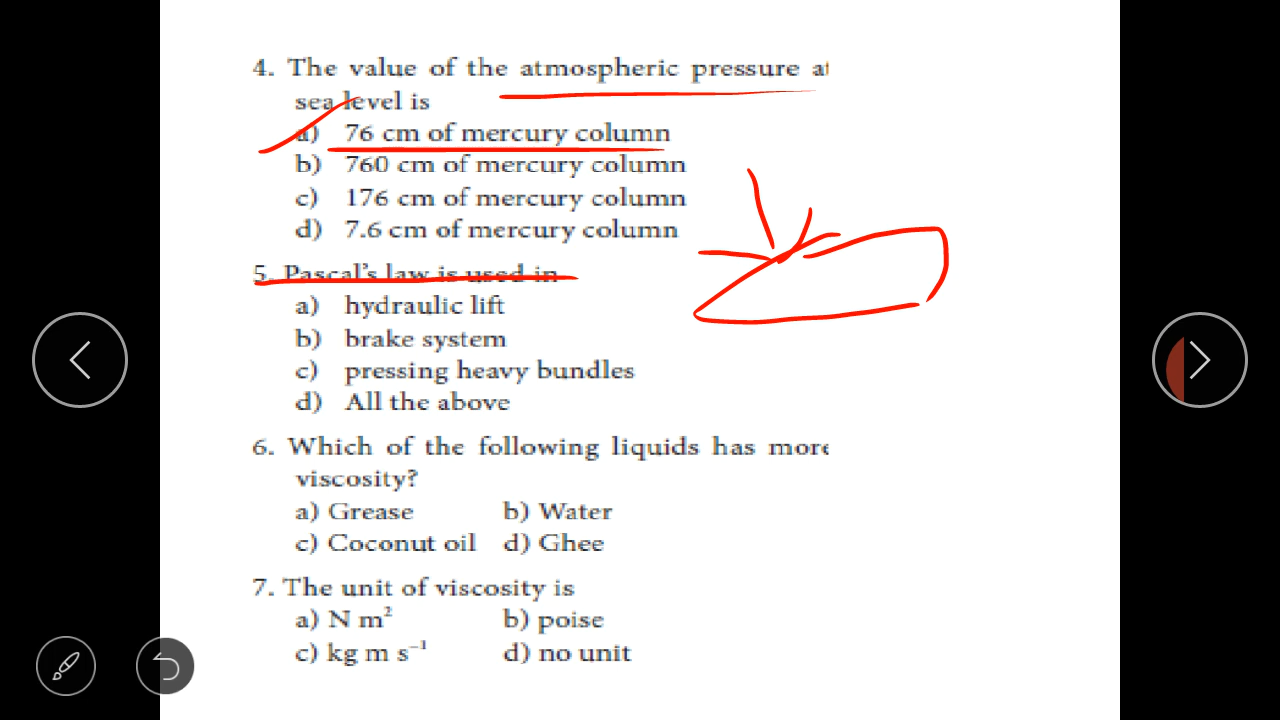 4. The value of the atmospheric pressure at
sea level is
a) 76 cm of mercury column
b) 760 cm of mercury column
c) 176 cm of mercury column
d) 7.6 cm of mercury column
5. Pascal's law is used in
a) hydraulic lift
b) brake system
c) pressing heavy bundles
d) All the above
6. Which of the following liquids has more
viscosity?
a) Grease b) Water
c) Coconut oil d) Ghee
7. The unit of viscosity is
a) N m² b) poise
c) kg m s⁻¹ d) no unit